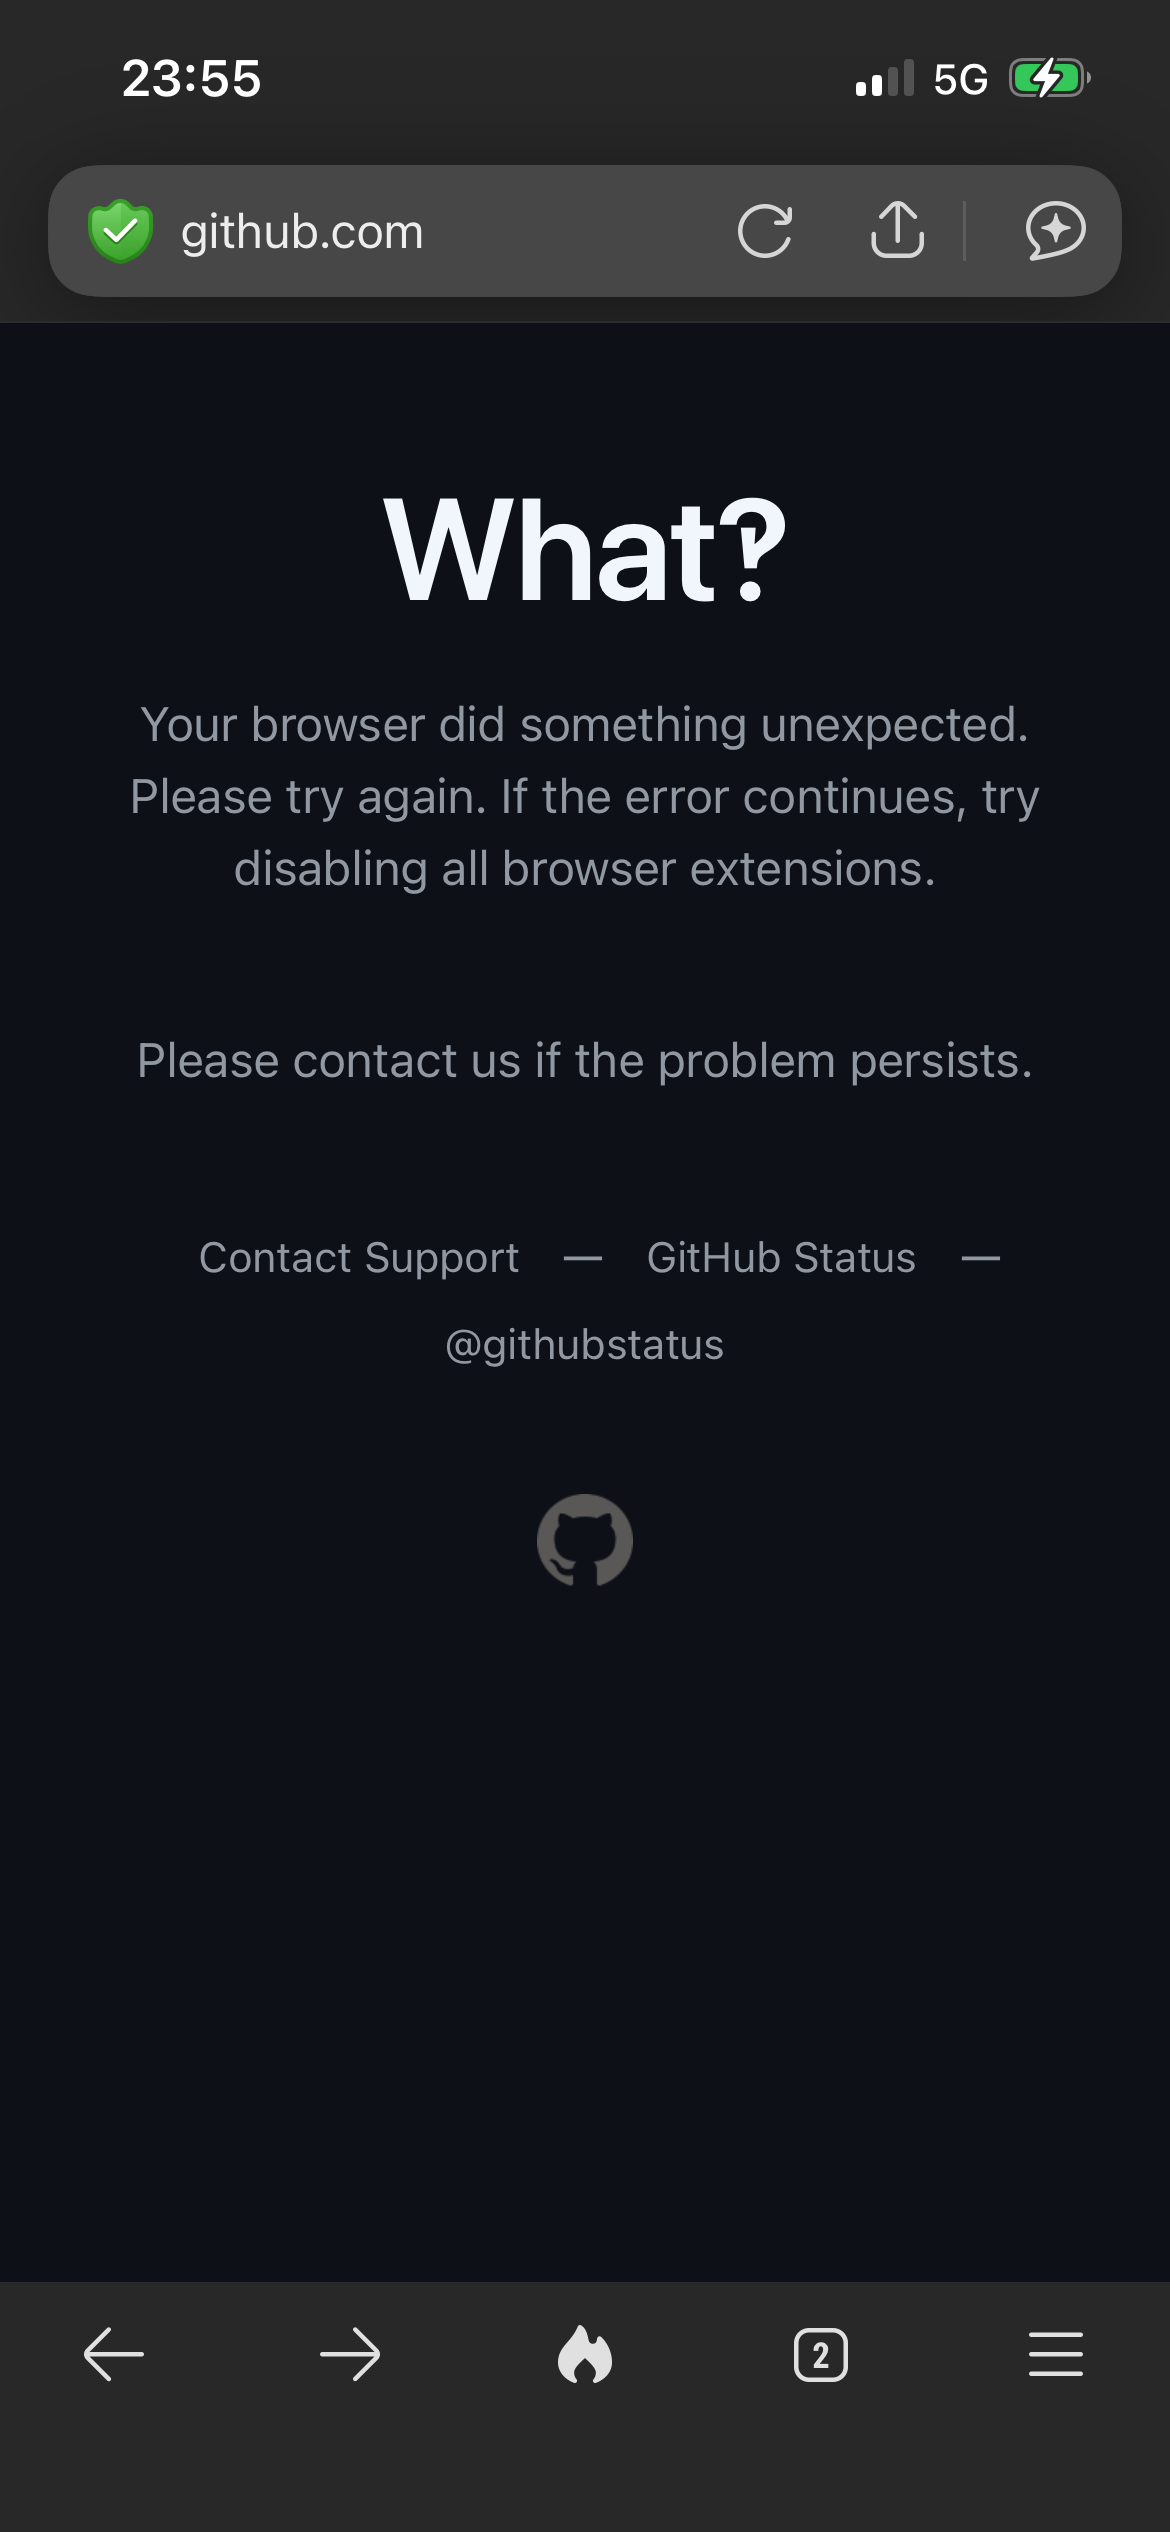 23:55
5G
github.com
What?
Your browser did something unexpected.
Please try again. If the error continues, try
disabling all browser extensions.
Please contact us if the problem persists.
Contact Support — GitHub Status —
@githubstatus
2